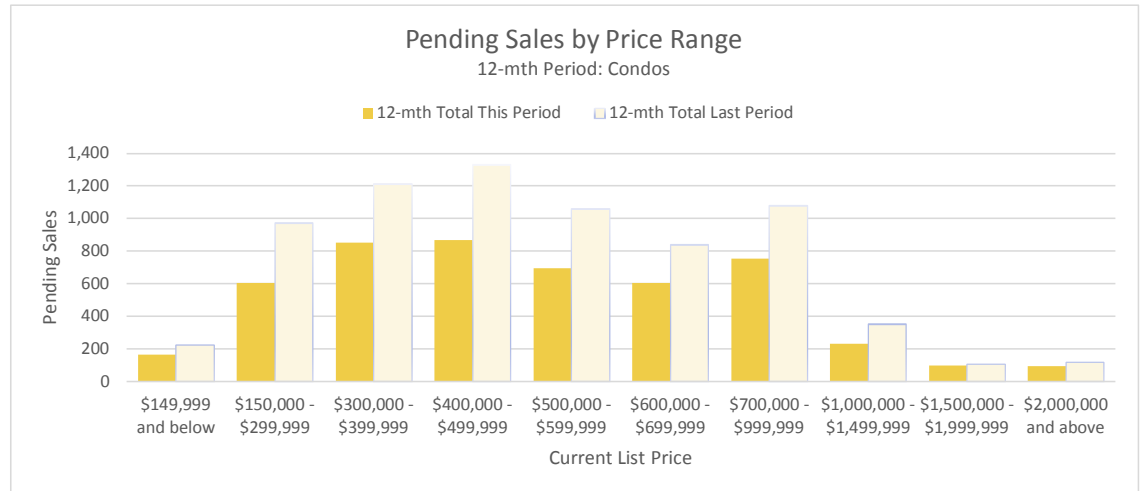 Pending Sales by Price Range
12-mth Period: Condos
12-mth Total This Period 12-mth Total Last Period
Pending Sales
1,400
1,200
1,000
800
600
400
200
0
$149,999 $150,000 - $300,000 - $400,000 - $500,000 - $600,000 - $700,000 - $1,000,000 - $1,500,000 - $2,000,000
and below $299,999 $399,999 $499,999 $599,999 $699,999 $999,999 $1,499,999 $1,999,999 and above
Current List Price